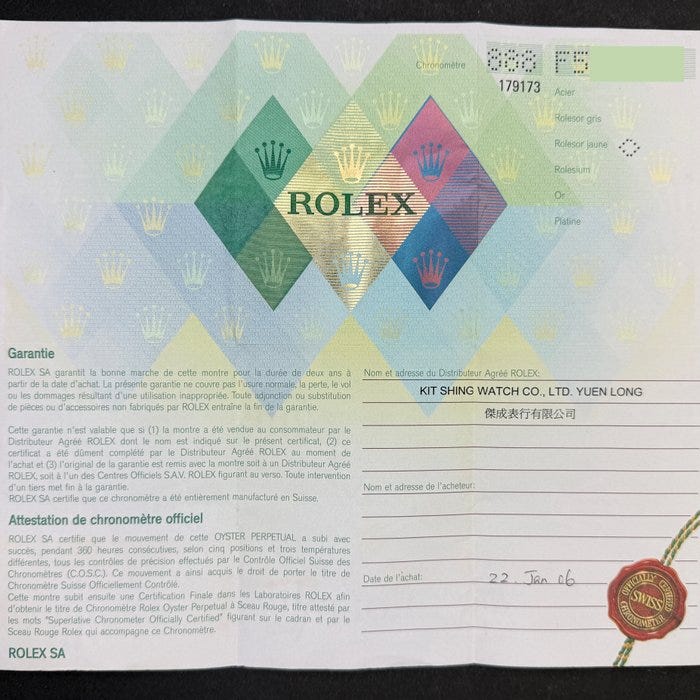 Chronomètre
888 F5
179173
Acier
Rolesor gris
Rolesor jaune
Rolesium
Or
Platine
ROLEX
Garantie
ROLEX SA garantit la bonne marche de cette montre pour la durée de deux ans à
partir de la date d'achat. La présente garantie ne couvre pas l'usure normale, la perte, le vol
ou les dommages résultant d'une utilisation inappropriée. Toute adjonction ou substitution
de pièces ou d'accessoires non fabriqués par ROLEX entraîne la fin de la garantie.
Cette garantie n'est valable que si (1) la montre a été vendue au consommateur par le
Distributeur Agréé ROLEX dont le nom est indiqué sur le présent certificat, (2) ce
certificat a été dûment complété par le Distributeur Agréé ROLEX au moment de
l'achat et (3) l'original de la garantie est remis avec la montre soit à un Distributeur Agréé
ROLEX, soit à l'un des Centres Officiels S.A.V. ROLEX figurant au verso. Toute intervention
d'un tiers met fin à la garantie.
ROLEX SA certifie que ce chronomètre a été entièrement manufacturé en Suisse.
Attestation de chronomètre officiel
ROLEX SA certifie que le mouvement de cette OYSTER PERPETUAL a subi avec
succès, pendant 360 heures consécutives, selon cinq positions et trois températures
différentes, tous les contrôles de précision effectués par le Contrôle Officiel Suisse des
Chronomètres (C.O.S.C.). Ce mouvement a ainsi acquis le droit de porter le titre de
Chronomètre Suisse Officiellement Contrôlé.
Cette montre subit ensuite une Certification Finale dans les Laboratoires ROLEX afin
d'obtenir le titre de Chronomètre Rolex Oyster Perpetual à Sceau Rouge, titre attesté par
les mots "Superlative Chronometer Officially Certified" figurant sur le cadran et par le
Sceau Rouge Rolex qui accompagne ce Chronomètre.
ROLEX SA
Nom et adresse du Distributeur Agréé ROLEX:
KIT SHING WATCH CO., LTD. YUEN LONG
傑成表行有限公司
Nom et adresse de l'acheteur:
Date de l'achat: 22. Jan 06
OFFICIALLY CERTIFIED
SWISS
CHRONOMETER